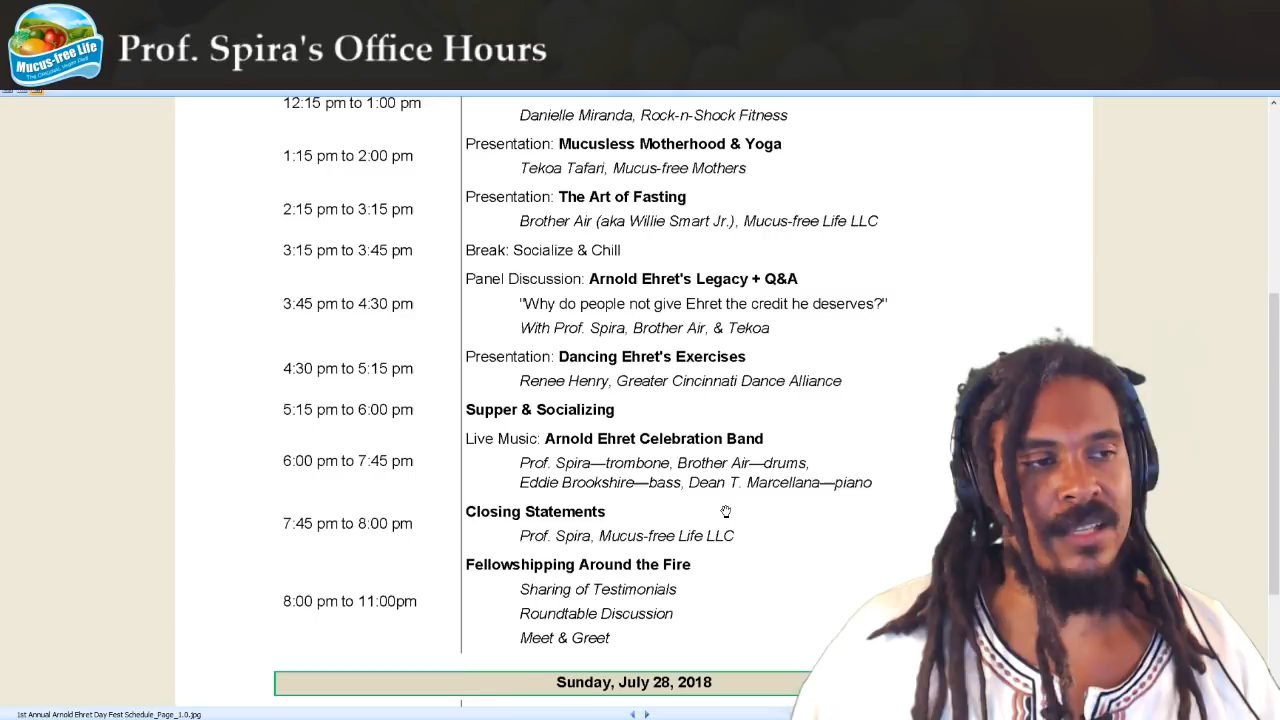 Mucus-free Life
The ORIGINAL Vegan Diet
Prof. Spira's Office Hours
12:15 pm to 1:00 pm
Danielle Miranda, Rock-n-Shock Fitness
1:15 pm to 2:00 pm
Presentation: Mucusless Motherhood & Yoga
Tekoa Tafari, Mucus-free Mothers
2:15 pm to 3:15 pm
Presentation: The Art of Fasting
Brother Air (aka Willie Smart Jr.), Mucus-free Life LLC
3:15 pm to 3:45 pm
Break: Socialize & Chill
3:45 pm to 4:30 pm
Panel Discussion: Arnold Ehret's Legacy + Q&A
"Why do people not give Ehret the credit he deserves?"
With Prof. Spira, Brother Air, & Tekoa
4:30 pm to 5:15 pm
Presentation: Dancing Ehret's Exercises
Renee Henry, Greater Cincinnati Dance Alliance
5:15 pm to 6:00 pm
Supper & Socializing
6:00 pm to 7:45 pm
Live Music: Arnold Ehret Celebration Band
Prof. Spira—trombone, Brother Air—drums,
Eddie Brookshire—bass, Dean T. Marcellana—piano
7:45 pm to 8:00 pm
Closing Statements
Prof. Spira, Mucus-free Life LLC
8:00 pm to 11:00pm
Fellowshipping Around the Fire
Sharing of Testimonials
Roundtable Discussion
Meet & Greet
Sunday, July 28, 2018
1st Annual Arnold Ehret Day Fest Schedule_Page_1.0.jpg